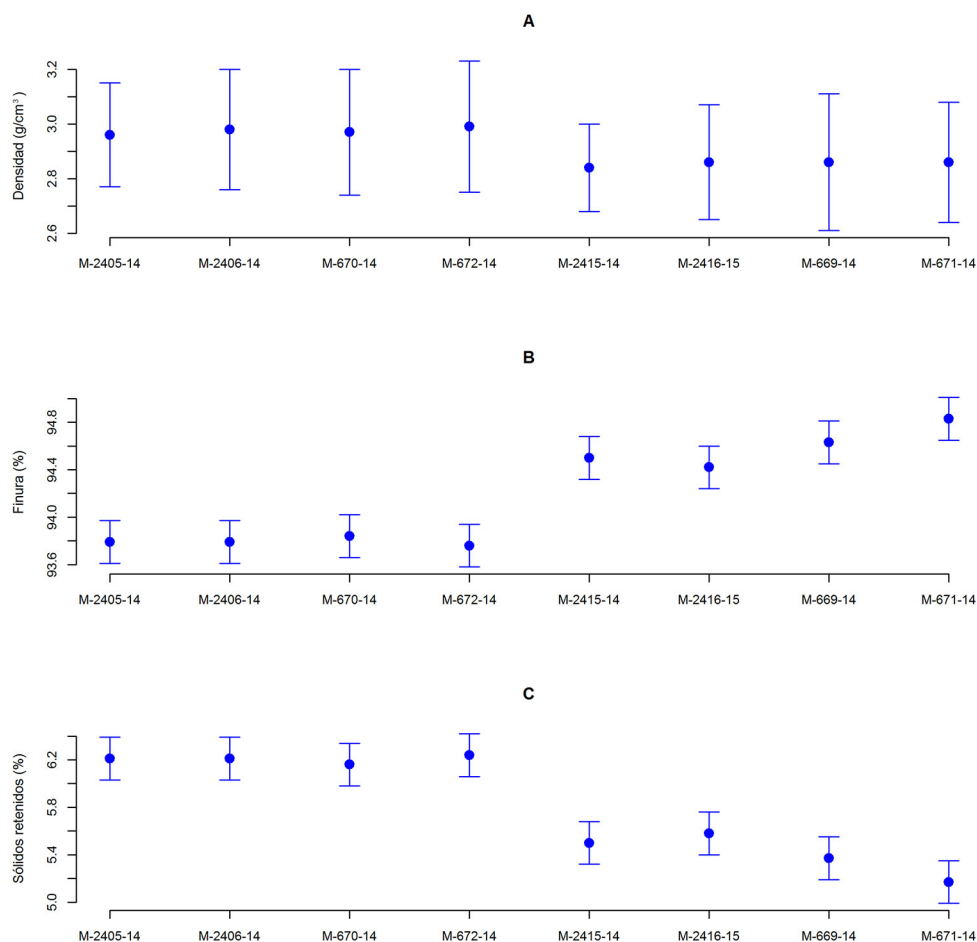 A
Densidad (g/cm³)
3.2
3.0
2.8
2.6
M-2405-14 M-2406-14 M-670-14 M-672-14 M-2415-14 M-2416-15 M-669-14 M-671-14
B
Finura (%)
94.8
94.4
94.0
93.6
M-2405-14 M-2406-14 M-670-14 M-672-14 M-2415-14 M-2416-15 M-669-14 M-671-14
C
Sólidos retenidos (%)
6.2
5.8
5.4
5.0
M-2405-14 M-2406-14 M-670-14 M-672-14 M-2415-14 M-2416-15 M-669-14 M-671-14